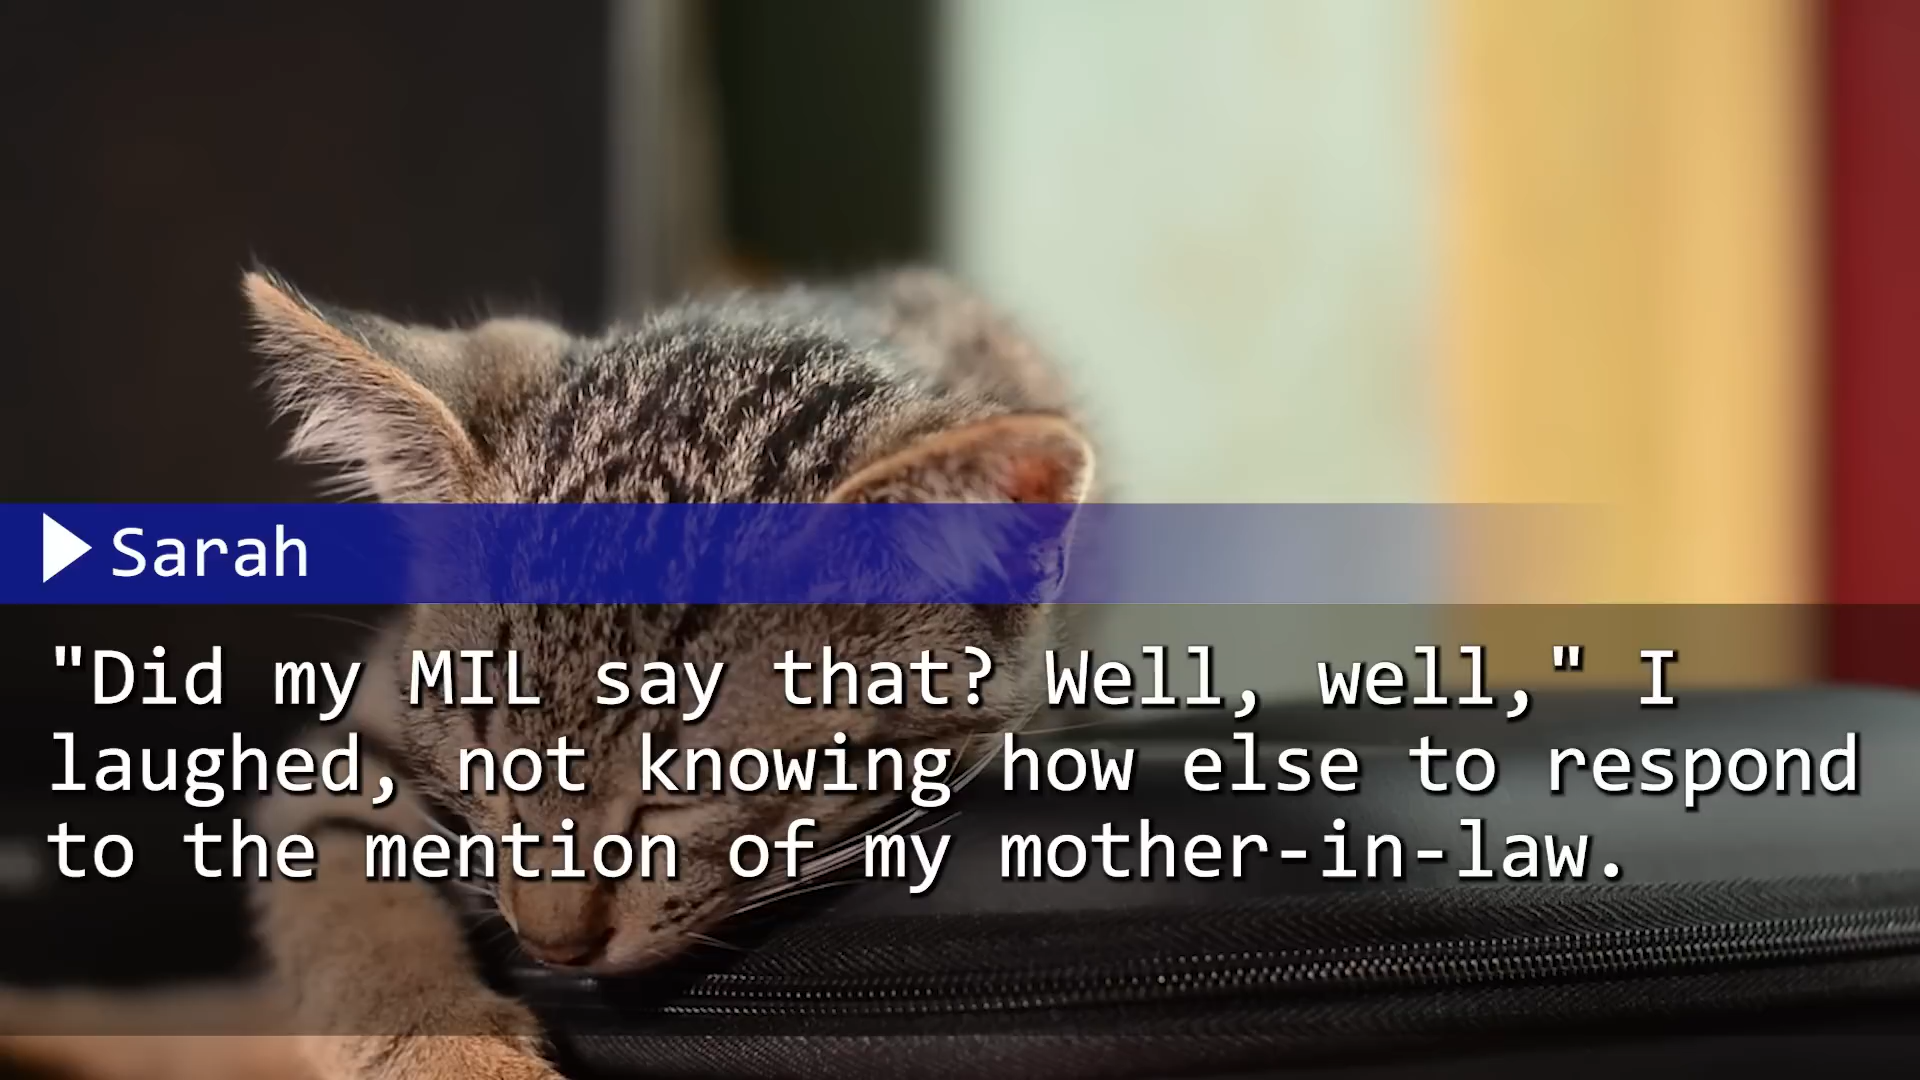 Sarah
"Did my MIL say that? Well, well," I
laughed, not knowing how else to respond
to the mention of my mother-in-law.